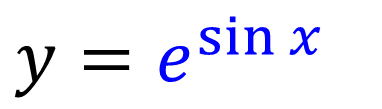 y = e^{sin x}